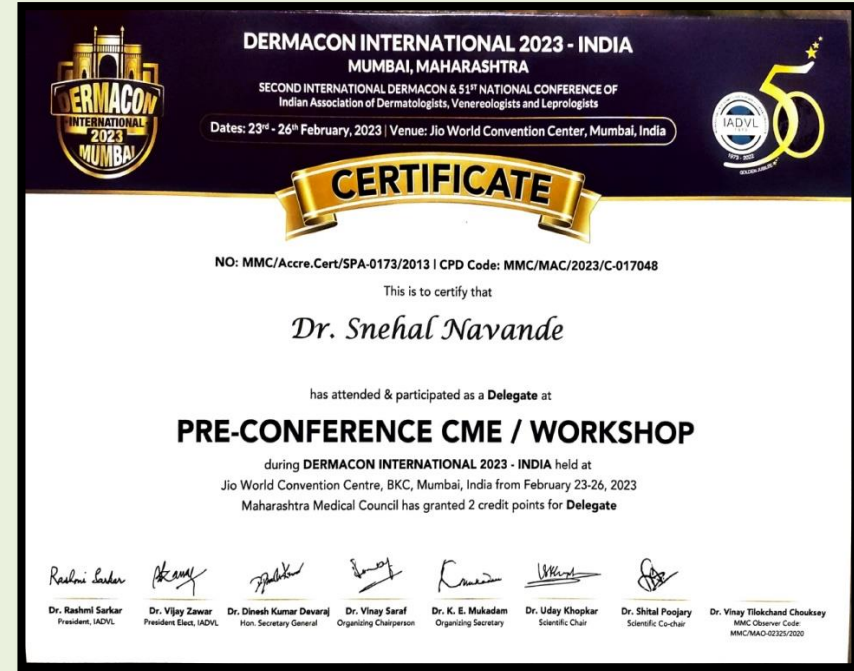 DERMACON
INTERNATIONAL
2023
MUMBAI
DERMACON INTERNATIONAL 2023 - INDIA
MUMBAI, MAHARASHTRA
SECOND INTERNATIONAL DERMACON & 51ST NATIONAL CONFERENCE OF
Indian Association of Dermatologists, Venereologists and Leprologists
Dates: 23rd - 26th February, 2023 | Venue: Jio World Convention Center, Mumbai, India
50
IADVL
1973 - 2022
GOLDEN JUBILEE
CERTIFICATE
NO: MMC/Accre.Cert/SPA-0173/2013 | CPD Code: MMC/MAC/2023/C-017048
This is to certify that
Dr. Snehal Navande
has attended & participated as a Delegate at
PRE-CONFERENCE CME / WORKSHOP
during DERMACON INTERNATIONAL 2023 - INDIA held at
Jio World Convention Centre, BKC, Mumbai, India from February 23-26, 2023
Maharashtra Medical Council has granted 2 credit points for Delegate
Rashmi Sarkar
Dr. Rashmi Sarkar
President, IADVL
Dr. Vijay Zawar
President Elect, IADVL
Dr. Dinesh Kumar Devaraj
Hon. Secretary General
Dr. Vinay Saraf
Organizing Chairperson
Dr. K. E. Mukadam
Organizing Secretary
Dr. Uday Khopkar
Scientific Chair
Dr. Shital Poojary
Scientific Co-chair
Dr. Vinay Tilokchand Chouksey
MMC Observer Code:
MMC/MAO-02325/2020